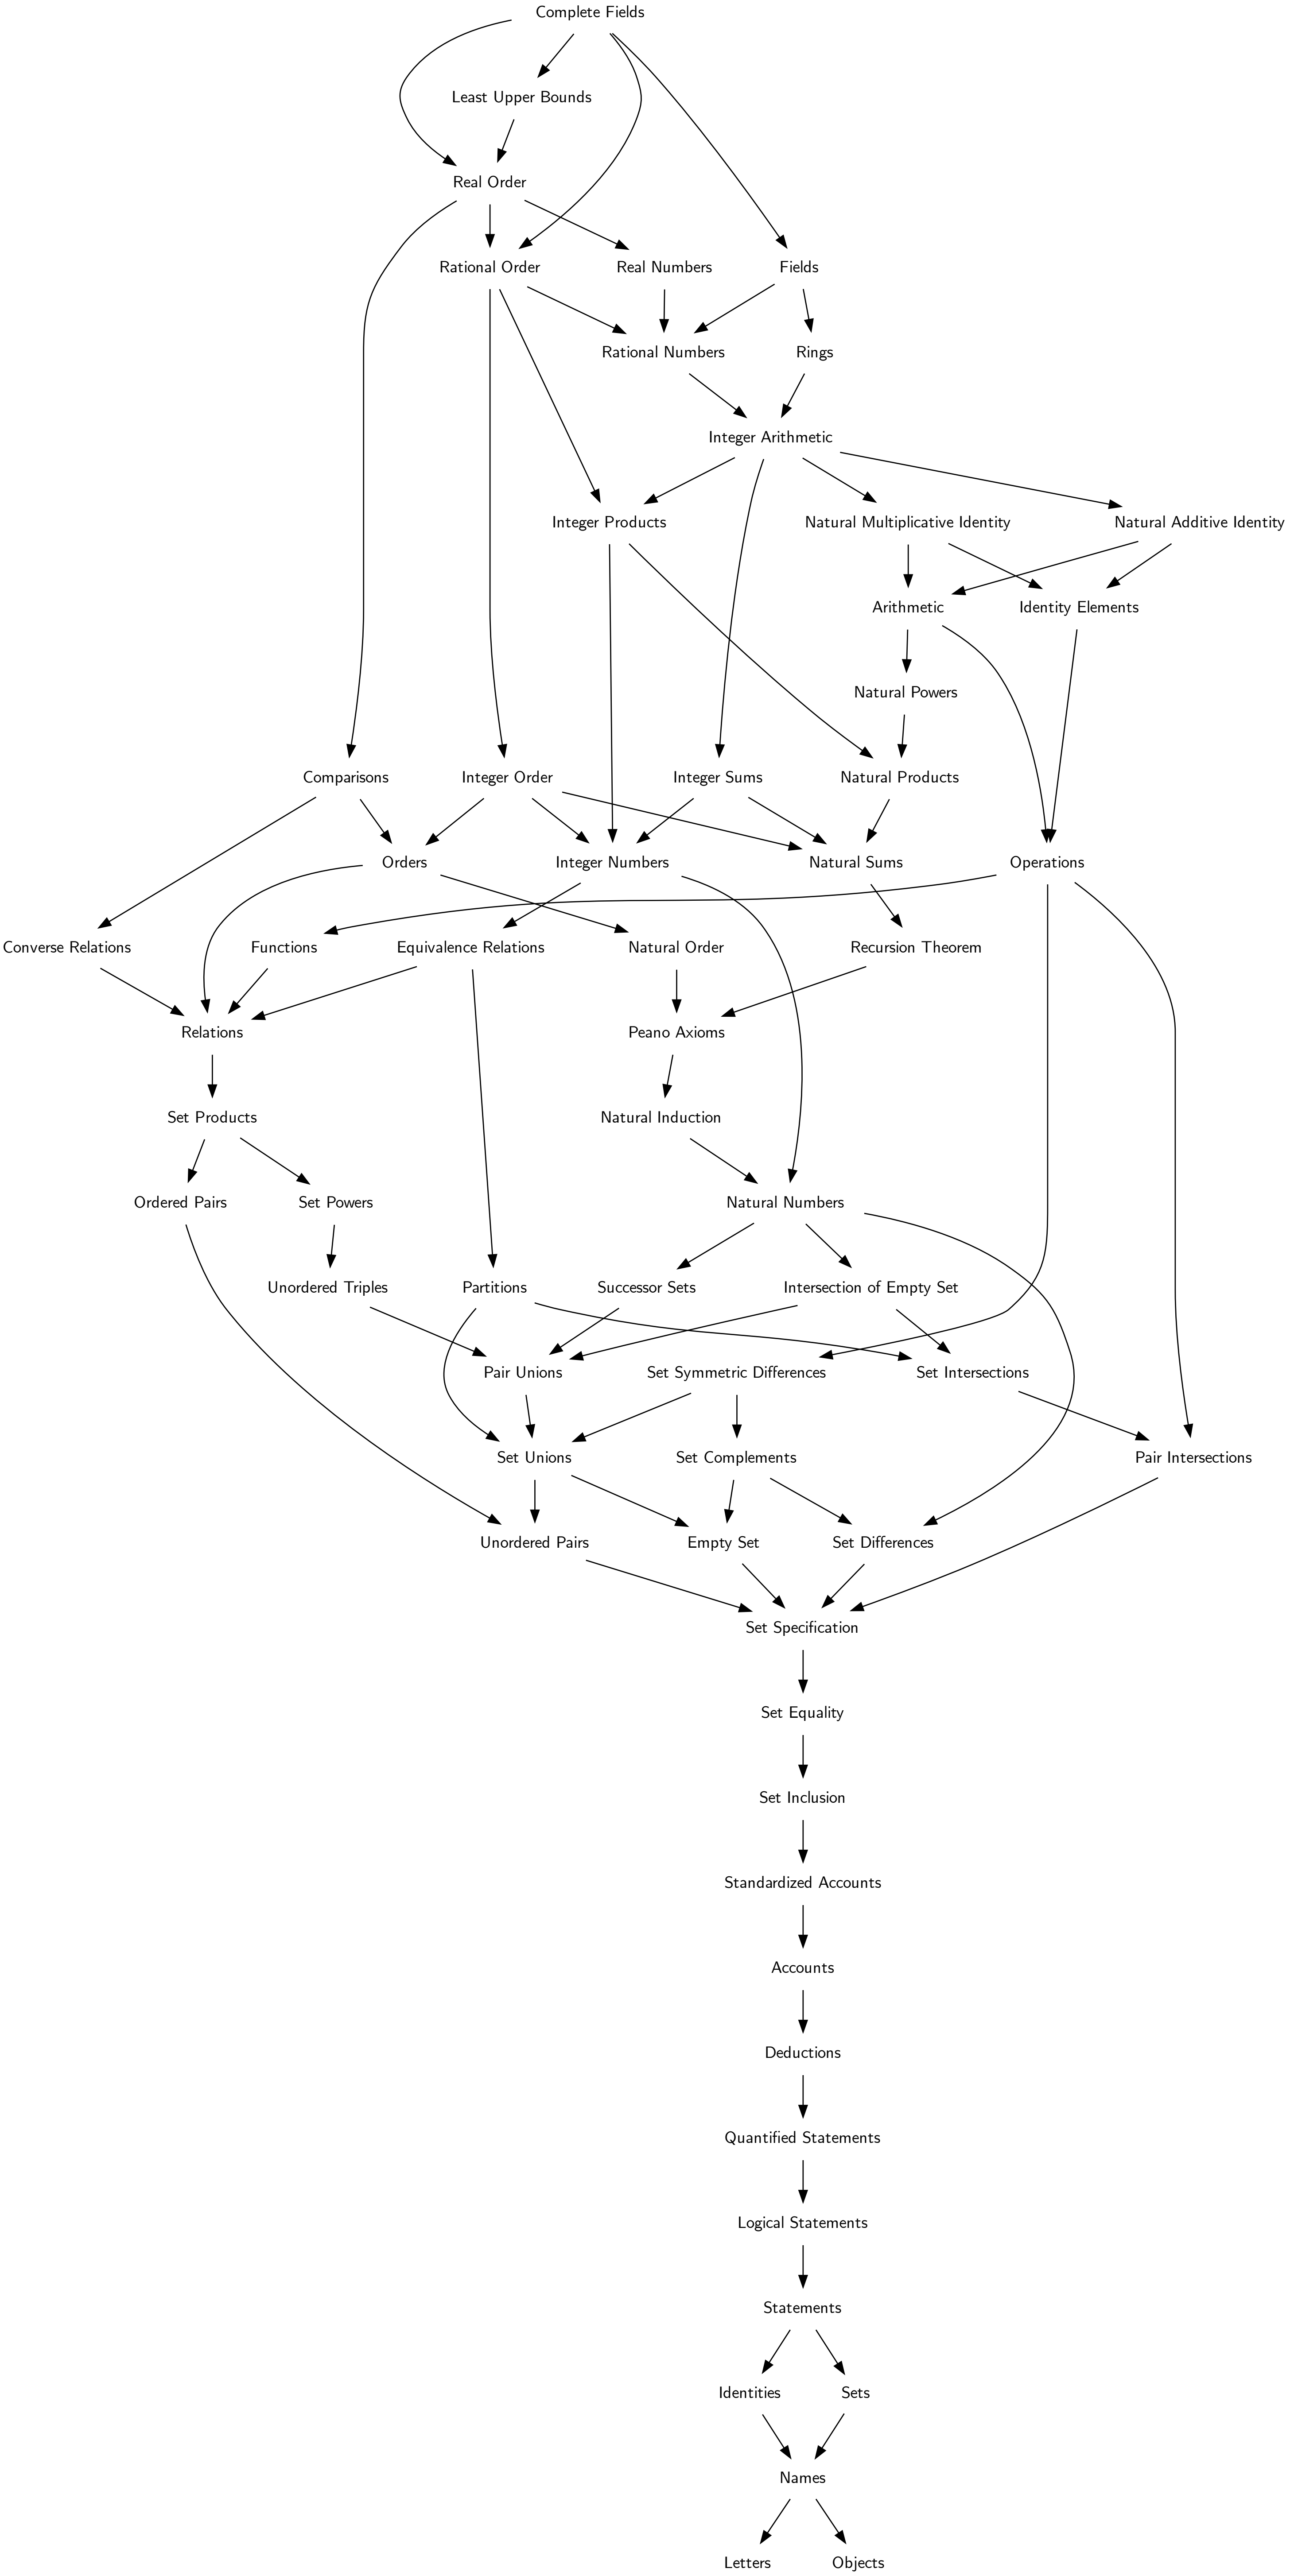 Complete Fields
Least Upper Bounds
Real Order
Rational Order
Real Numbers
Fields
Rational Numbers
Rings
Integer Arithmetic
Integer Products
Natural Multiplicative Identity
Natural Additive Identity
Arithmetic
Identity Elements
Natural Powers
Comparisons
Integer Order
Integer Sums
Natural Products
Orders
Integer Numbers
Natural Sums
Operations
Converse Relations
Functions
Equivalence Relations
Natural Order
Recursion Theorem
Relations
Peano Axioms
Set Products
Natural Induction
Ordered Pairs
Set Powers
Natural Numbers
Unordered Triples
Partitions
Successor Sets
Intersection of Empty Set
Pair Unions
Set Symmetric Differences
Set Intersections
Set Unions
Set Complements
Pair Intersections
Unordered Pairs
Empty Set
Set Differences
Set Specification
Set Equality
Set Inclusion
Standardized Accounts
Accounts
Deductions
Quantified Statements
Logical Statements
Statements
Identities
Sets
Names
Letters
Objects